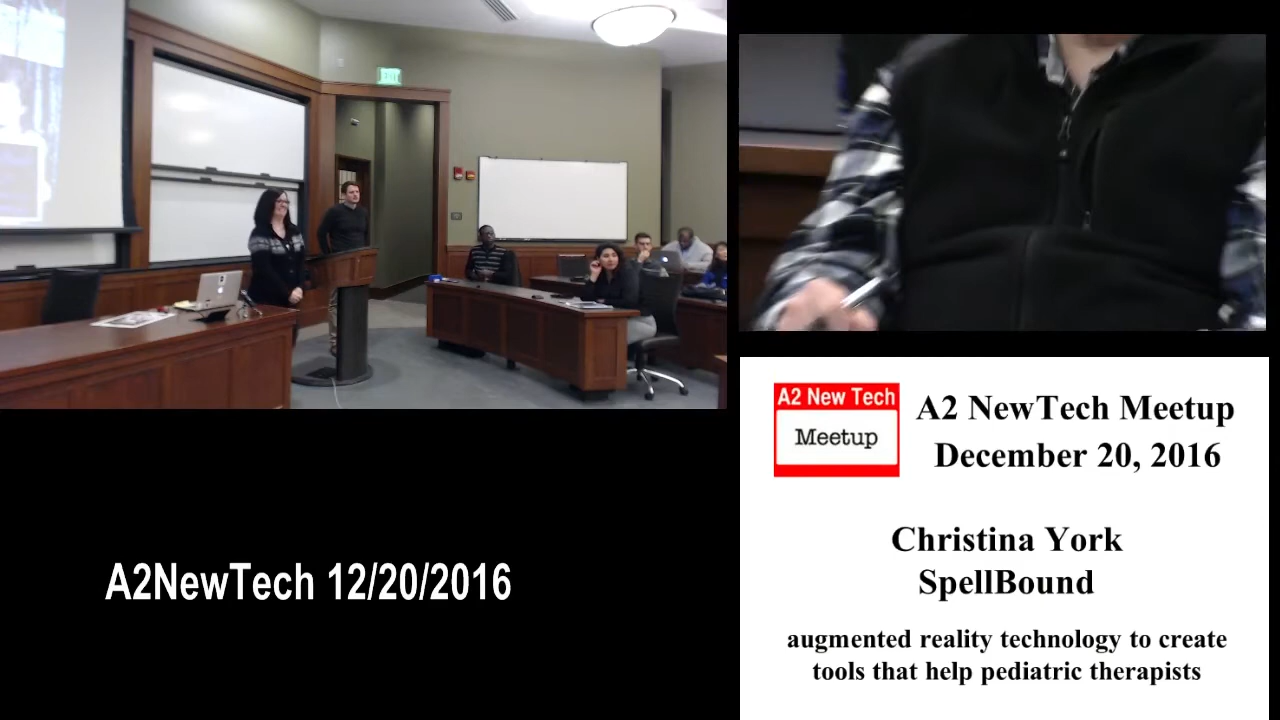 A2 New Tech
Meetup
A2 NewTech Meetup
December 20, 2016
Christina York
SpellBound
augmented reality technology to create
tools that help pediatric therapists
A2NewTech 12/20/2016